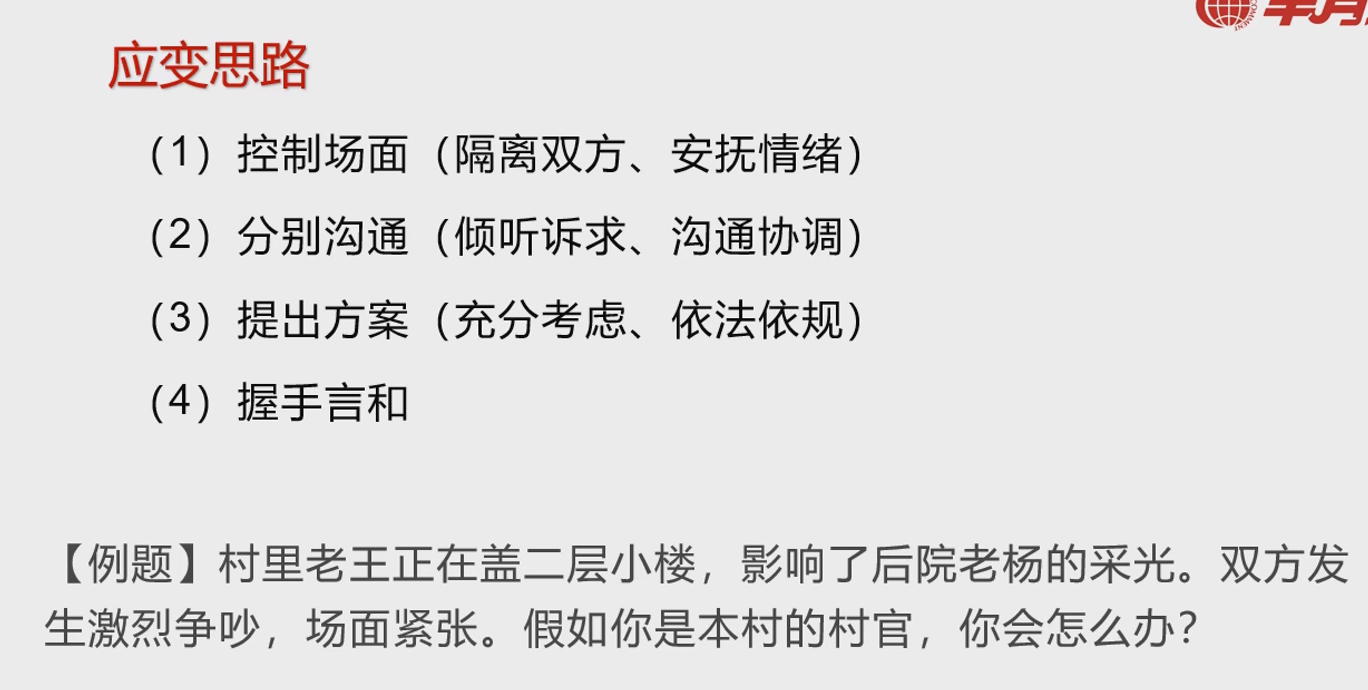 应变思路
（1）控制场面（隔离双方、安抚情绪）
（2）分别沟通（倾听诉求、沟通协调）
（3）提出方案（充分考虑、依法依规）
（4）握手言和
【例题】村里老王正在盖二层小楼，影响了后院老杨的采光。双方发
生激烈争吵，场面紧张。假如你是本村的村官，你会怎么办？